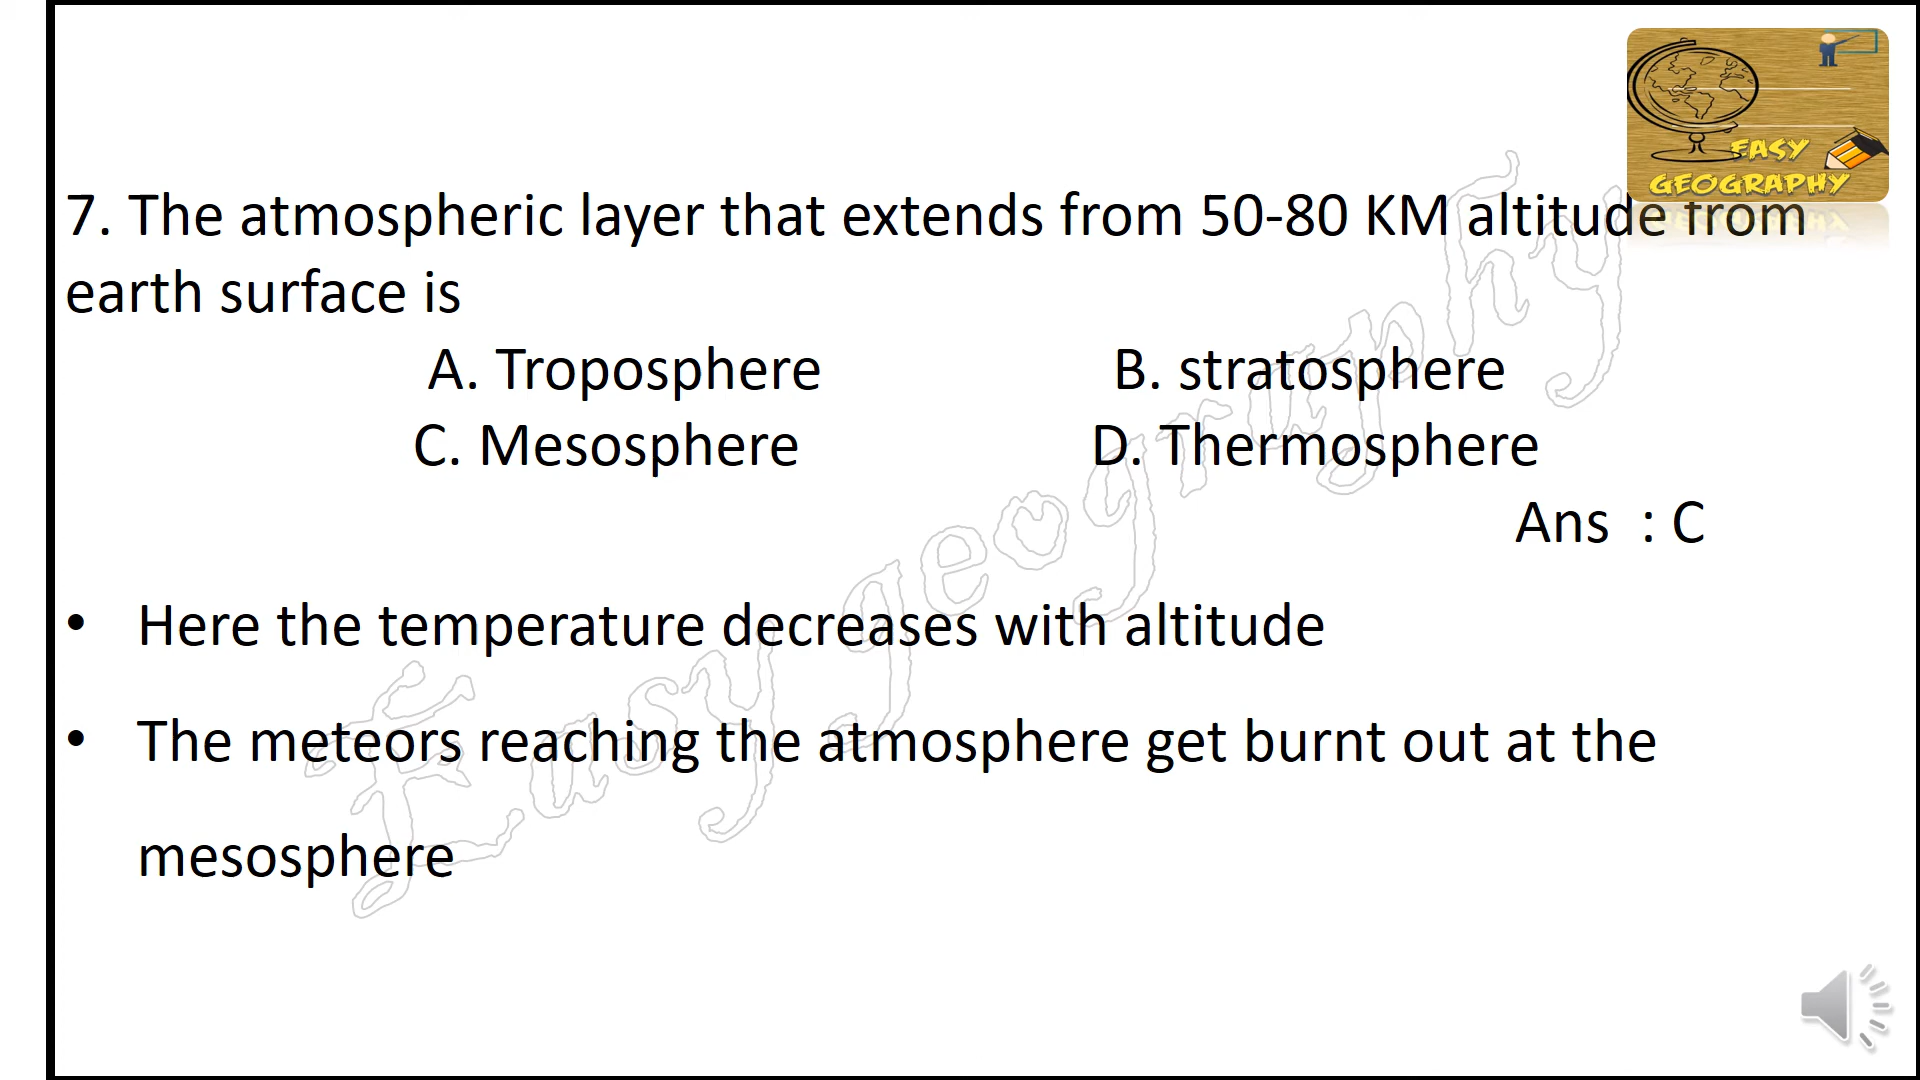 EASY
GEOGRAPHY
7. The atmospheric layer that extends from 50-80 KM altitude from
earth surface is
A. Troposphere B. stratosphere
C. Mesosphere D. Thermosphere
Ans : C
• Here the temperature decreases with altitude
• The meteors reaching the atmosphere get burnt out at the
mesosphere
Easy geography